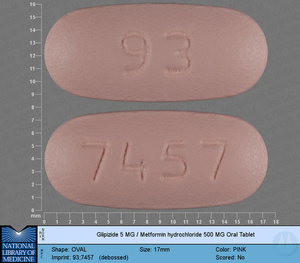 93
7457
mm
Glipizide 5 MG / Metformin hydrochloride 500 MG Oral Tablet
NATIONAL
LIBRARY OF
MEDICINE
Shape: OVAL Size: 17mm Color: PINK
Imprint: 93;7457 (debossed) Scored: No